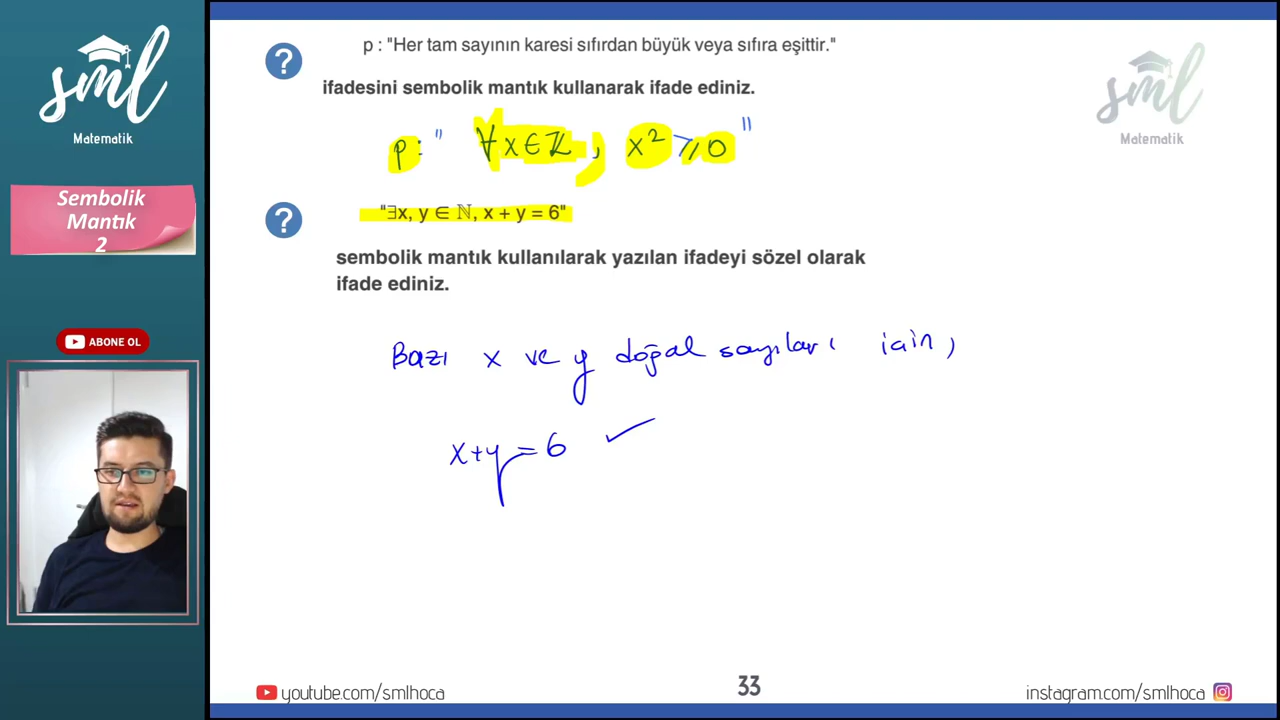 sml
Matematik
Sembolik
Mantık
2
ABONE OL
p : "Her tam sayının karesi sıfırdan büyük veya sıfıra eşittir."
?
ifadesini sembolik mantık kullanarak ifade ediniz.
p: " ∀x∈ℤ, x² ≥ 0 "
?
"∃x, y ∈ ℕ, x + y = 6"
sembolik mantık kullanılarak yazılan ifadeyi sözel olarak
ifade ediniz.
Bazı x ve y doğal sayıları için,
x+y=6 ✓
sml
Matematik
youtube.com/smlhoca
33
instagram.com/smlhoca